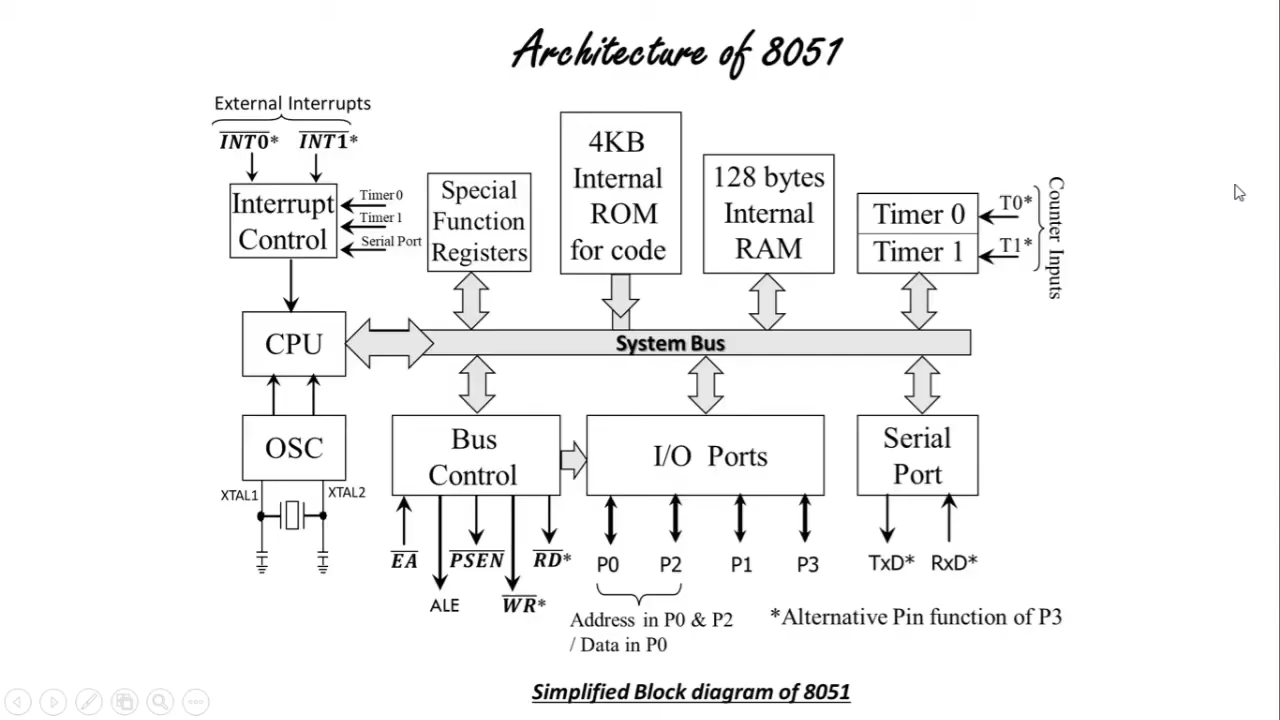 Architecture of 8051
External Interrupts
INT0* INT1*
Interrupt
Control
Timer 0
Timer 1
Serial Port
Special
Function
Registers
4KB
Internal
ROM
for code
128 bytes
Internal
RAM
Timer 0
Timer 1
T0*
T1*
Counter Inputs
CPU
System Bus
OSC
XTAL1 XTAL2
Bus
Control
I/O Ports
Serial
Port
EA
ALE
PSEN
WR*
RD*
P0 P2 P1 P3
TxD* RxD*
Address in P0 & P2
/ Data in P0
*Alternative Pin function of P3
Simplified Block diagram of 8051